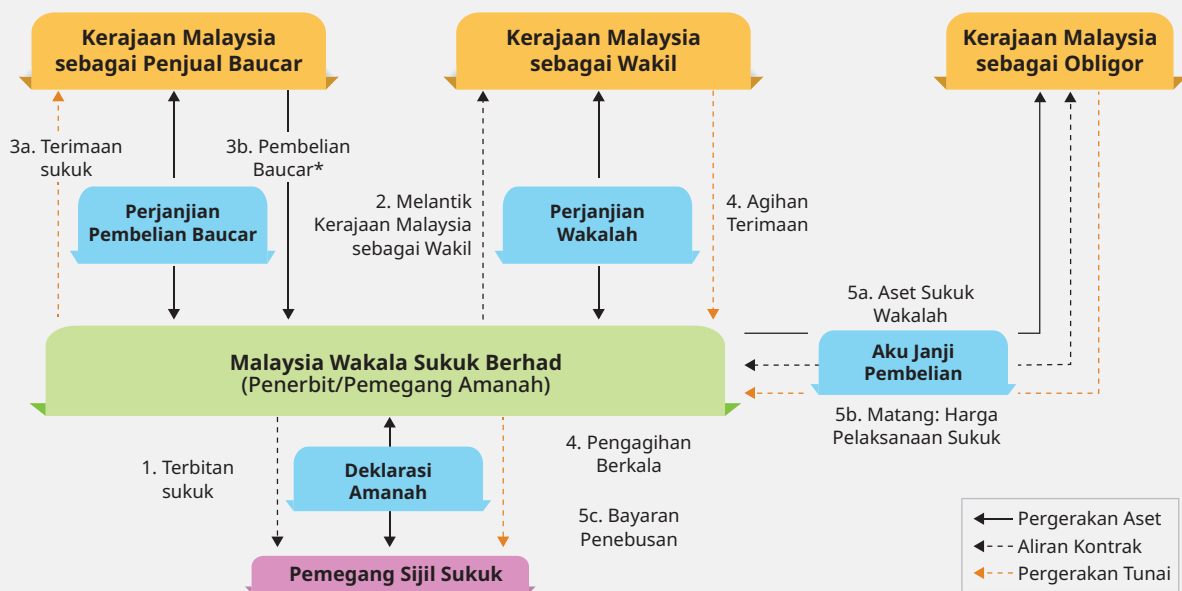 Kerajaan Malaysia
sebagai Penjual Baucar
Kerajaan Malaysia
sebagai Wakil
Kerajaan Malaysia
sebagai Obligor
3a. Terimaan
sukuk
3b. Pembelian
Baucar*
Perjanjian
Pembelian Baucar
2. Melantik
Kerajaan Malaysia
sebagai Wakil
Perjanjian
Wakalah
4. Agihan
Terimaan
5a. Aset Sukuk
Wakalah
Aku Janji
Pembelian
5b. Matang: Harga
Pelaksanaan Sukuk
Malaysia Wakala Sukuk Berhad
(Penerbit/Pemegang Amanah)
1. Terbitan
sukuk
Deklarasi
Amanah
4. Pengagihan
Berkala
5c. Bayaran
Penebusan
Pemegang Sijil Sukuk
Pergerakan Aset
Aliran Kontrak
Pergerakan Tunai